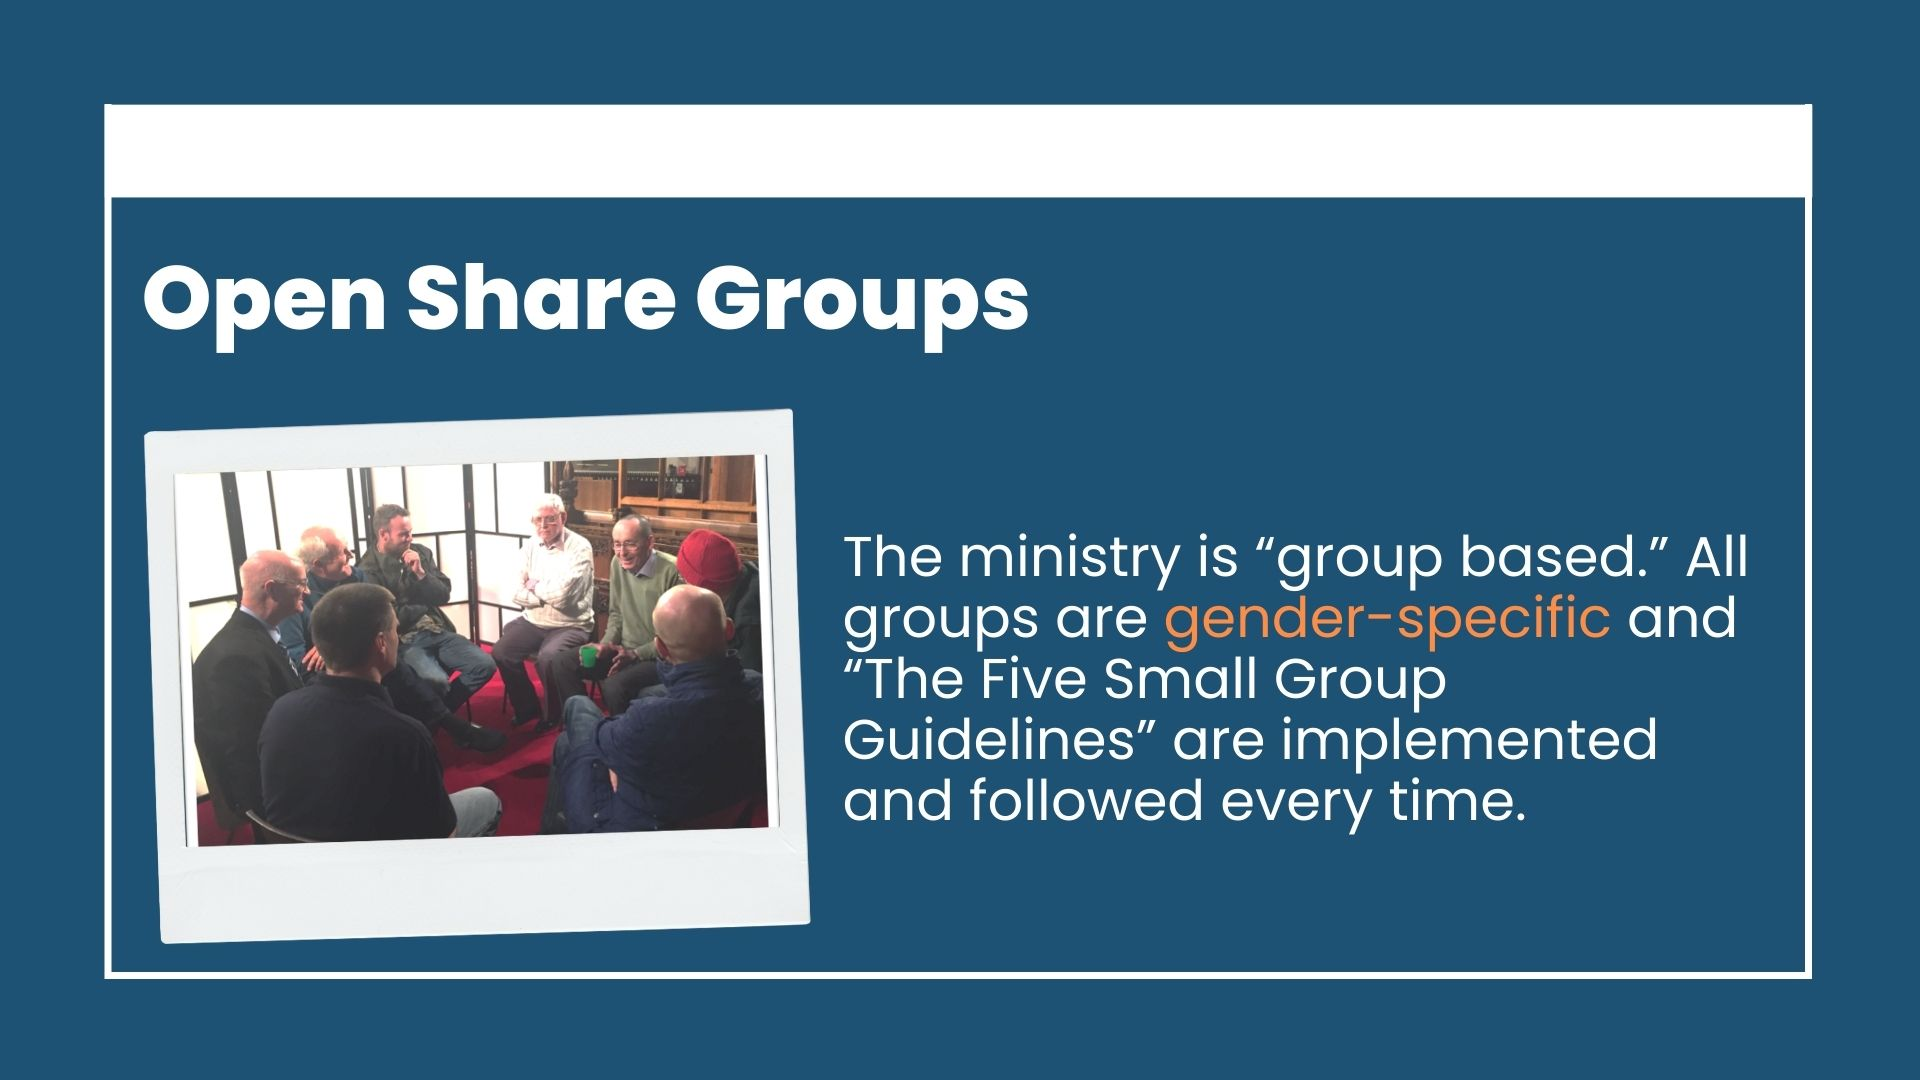 Open Share Groups
The ministry is “group based.” All
groups are gender-specific and
“The Five Small Group
Guidelines” are implemented
and followed every time.